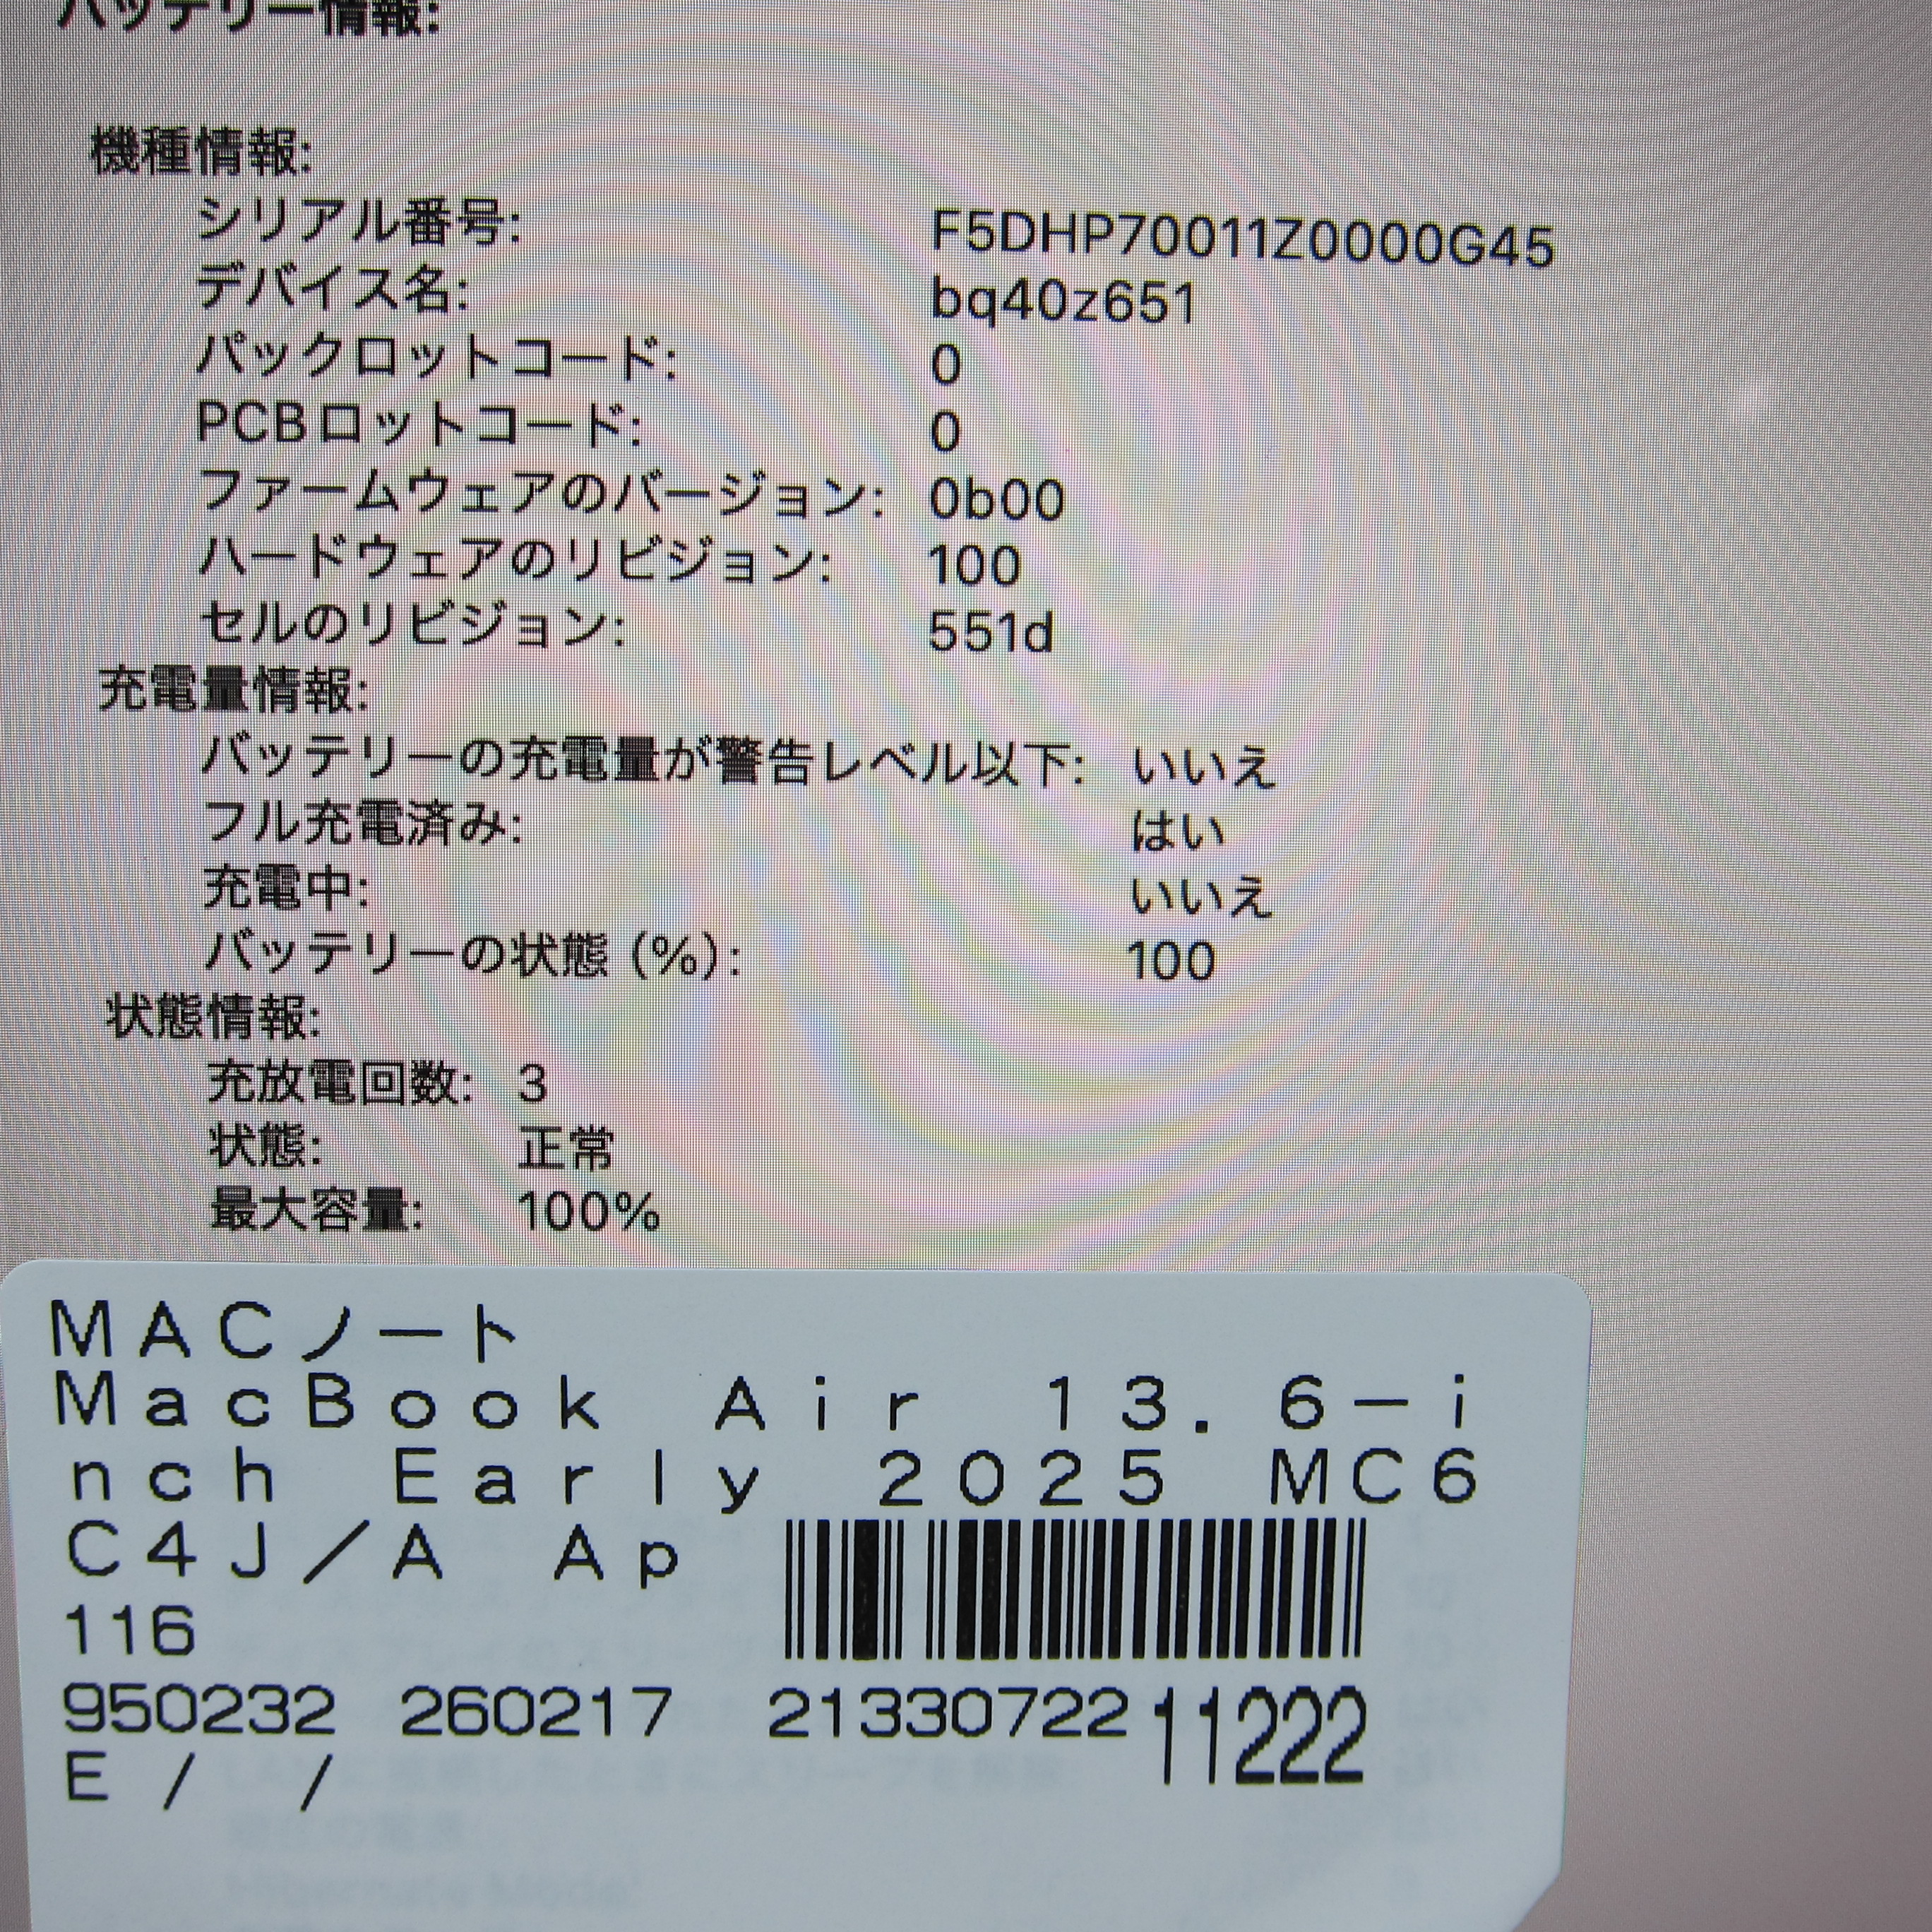 バッテリー情報:
機種情報:
シリアル番号: F5DHP70011Z0000G45
デバイス名: bq40z651
パックロットコード: 0
PCBロットコード: 0
ファームウェアのバージョン: 0b00
ハードウェアのリビジョン: 100
セルのリビジョン: 551d
充電量情報:
バッテリーの充電量が警告レベル以下: いいえ
フル充電済み: はい
充電中: いいえ
バッテリーの状態 (%): 100
状態情報:
充放電回数: 3
状態: 正常
最大容量: 100%
MACノート
MacBook Air 13.6-i
nch Early 2025 MC6
C4J/A Ap
116
950232 260217 21330722 11222
E / /